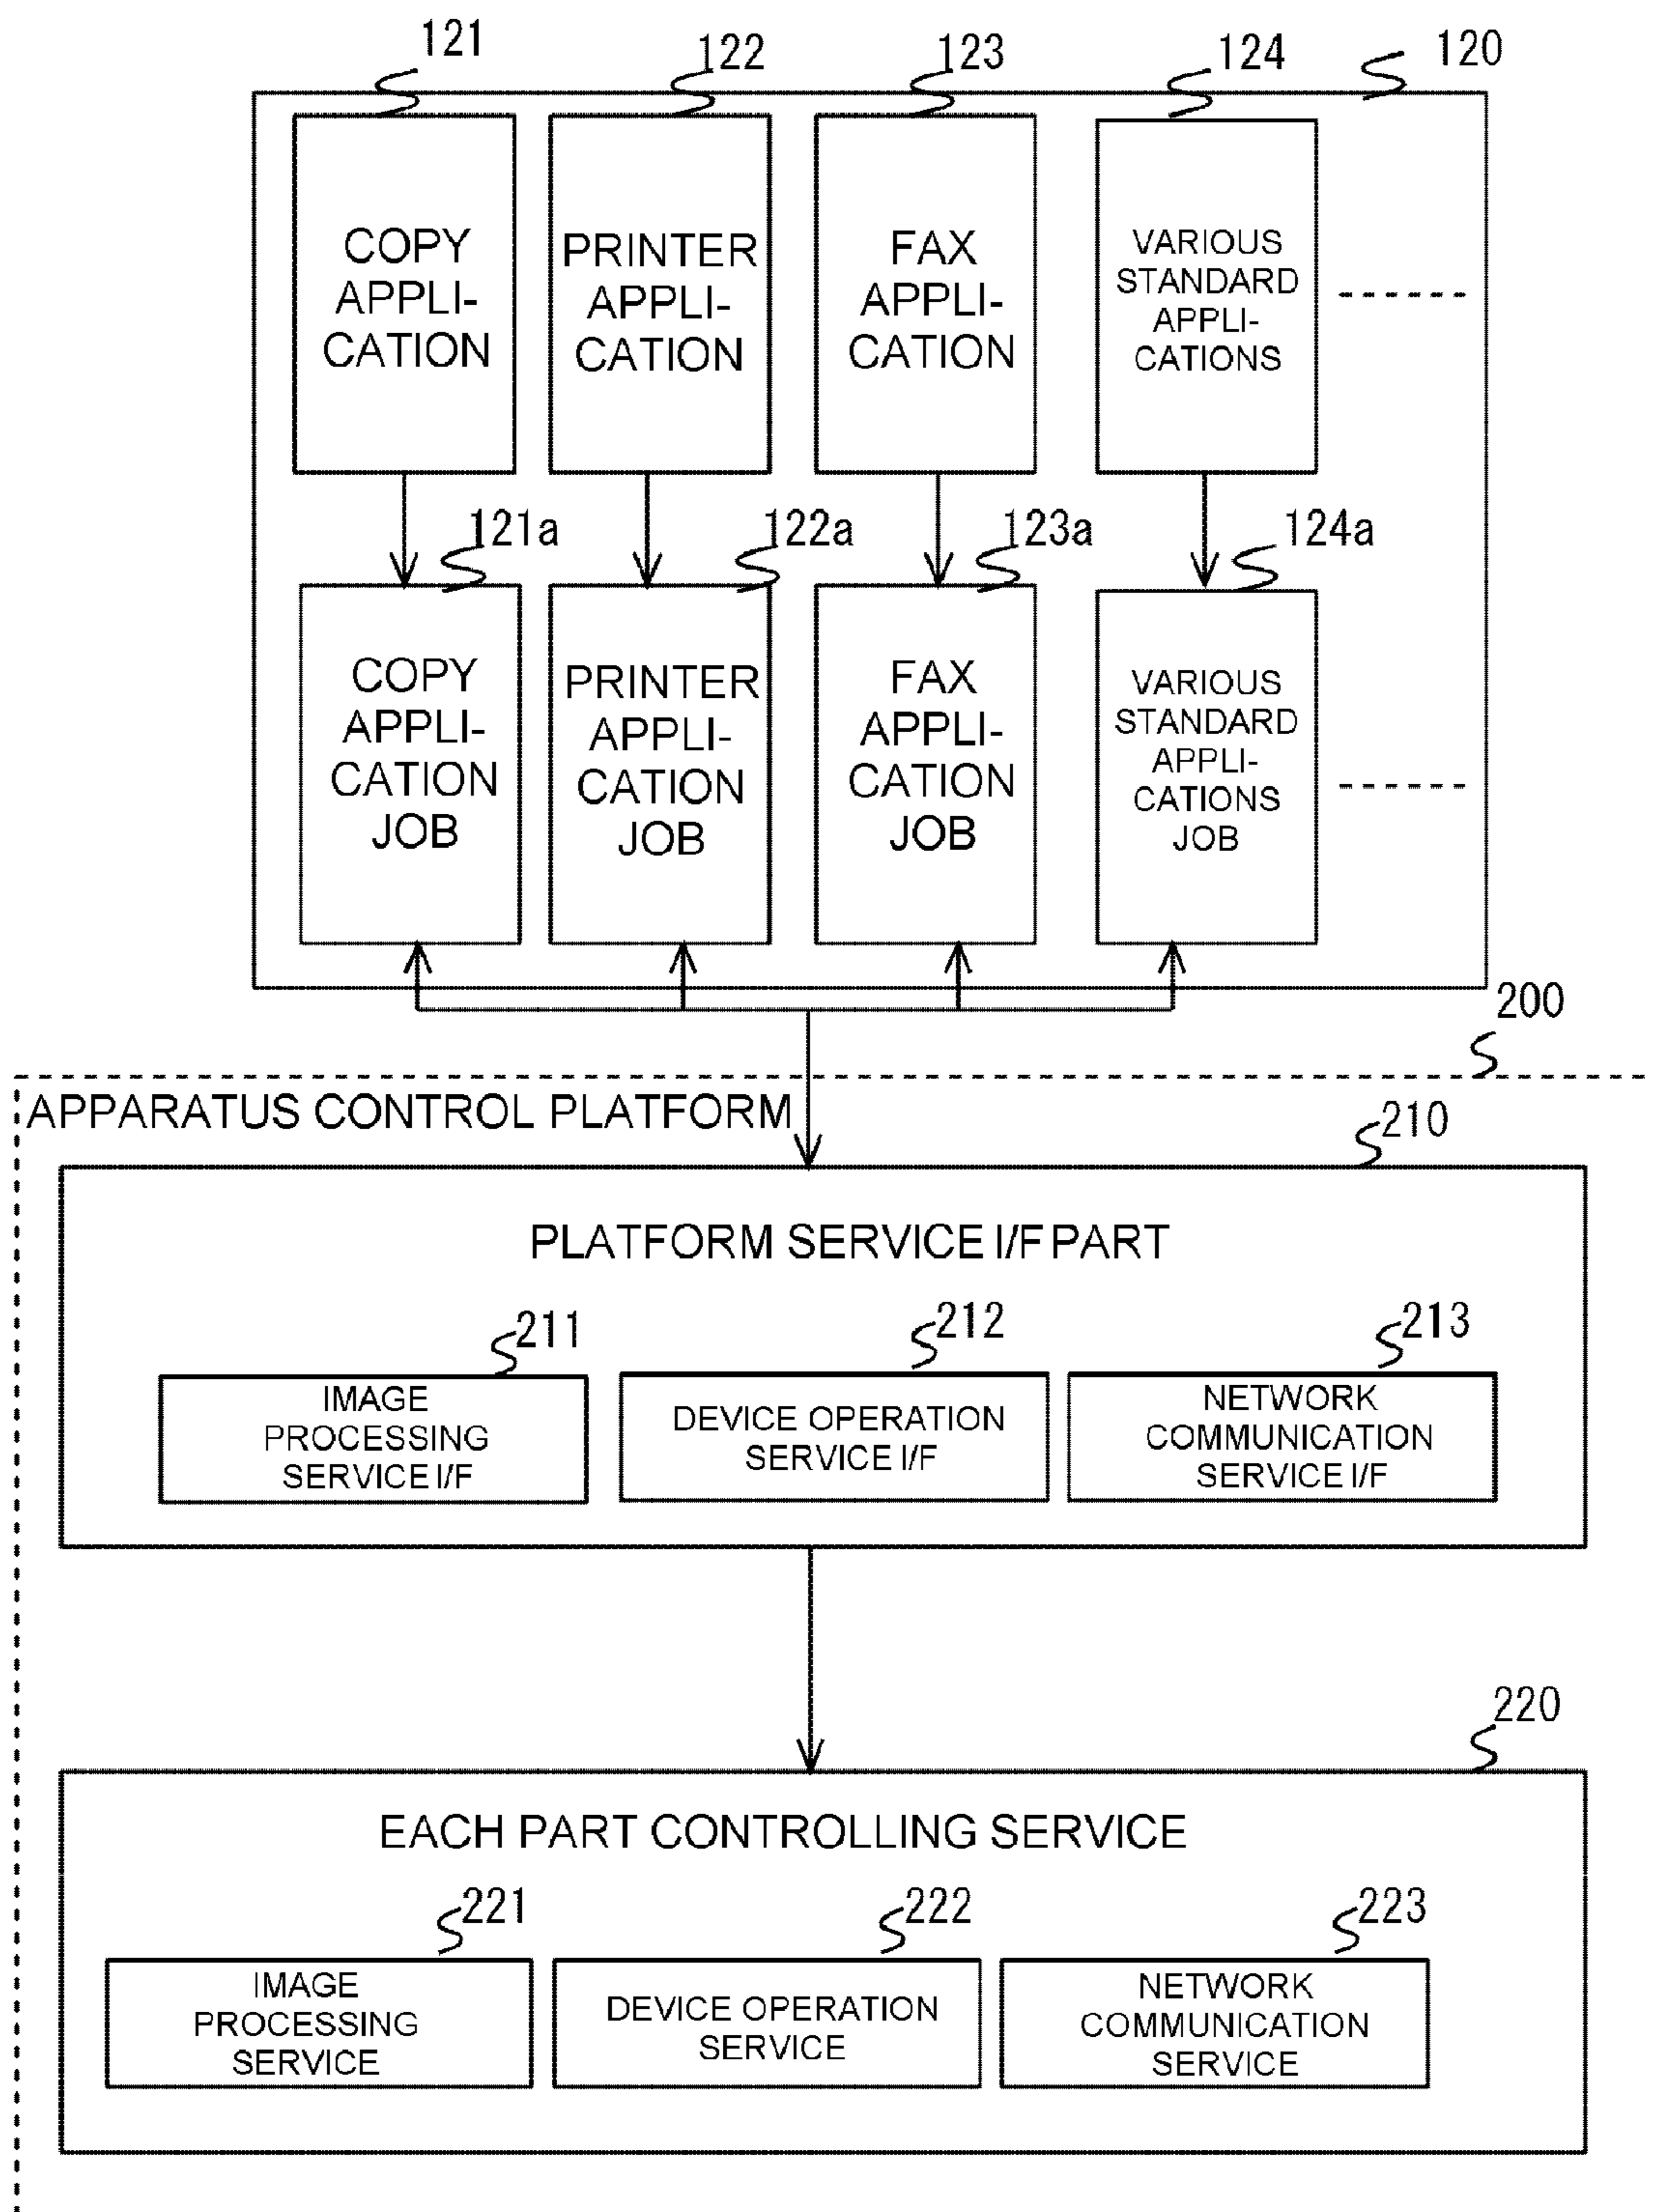 121
122
123
124
120
COPY
APPLI-
CATION
PRINTER
APPLI-
CATION
FAX
APPLI-
CATION
VARIOUS
STANDARD
APPLI-
CATIONS
121a
122a
123a
124a
COPY
APPLI-
CATION
JOB
PRINTER
APPLI-
CATION
JOB
FAX
APPLI-
CATION
JOB
VARIOUS
STANDARD
APPLI-
CATIONS
JOB
200
APPARATUS CONTROL PLATFORM
210
PLATFORM SERVICE I/F PART
211
212
213
IMAGE
PROCESSING
SERVICE I/F
DEVICE OPERATION
SERVICE I/F
NETWORK
COMMUNICATION
SERVICE I/F
220
EACH PART CONTROLLING SERVICE
221
222
223
IMAGE
PROCESSING
SERVICE
DEVICE OPERATION
SERVICE
NETWORK
COMMUNICATION
SERVICE